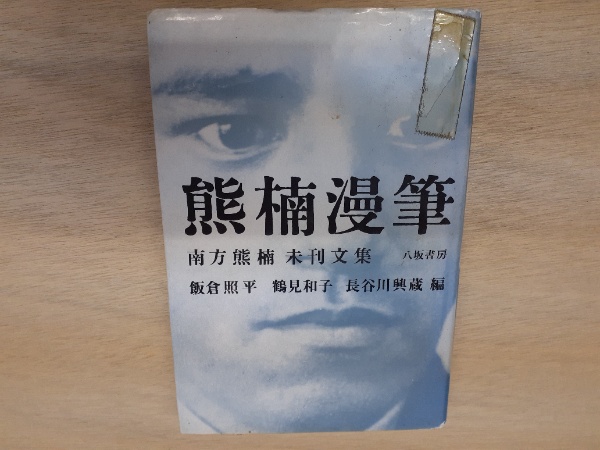 熊楠漫筆
南方熊楠 未刊文集 八坂書房
飯倉照平 鶴見和子 長谷川興蔵 編